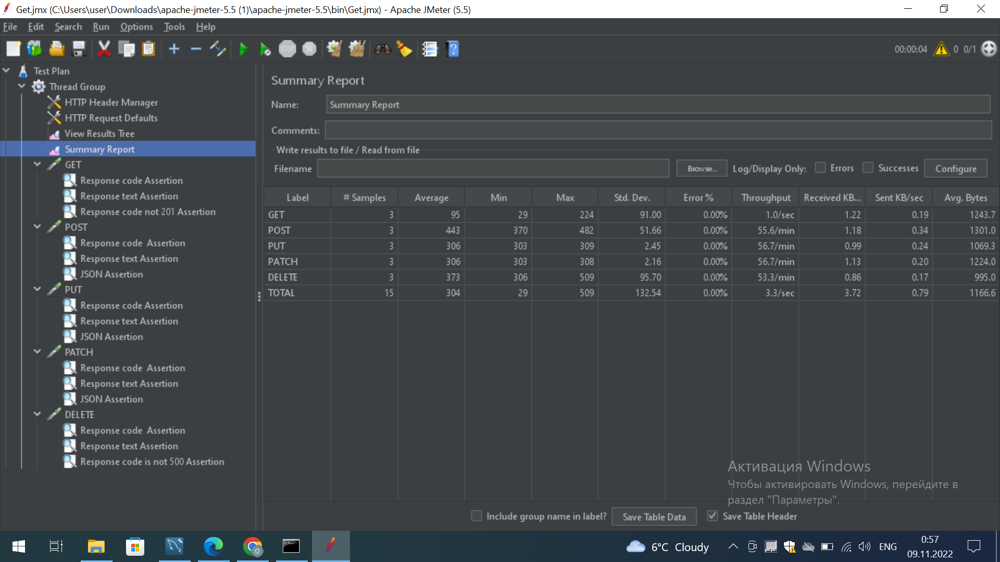 Get.jmx (C:\Users\user\Downloads\apache-jmeter-5.5 (1)\apache-jmeter-5.5\bin\Get.jmx) - Apache JMeter (5.5)
File Edit Search Run Options Tools Help
STOP 00:00:04 0 0/1
Test Plan
Thread Group
HTTP Header Manager
HTTP Request Defaults
View Results Tree
Summary Report
GET
Response code Assertion
Response text Assertion
Response code not 201 Assertion
POST
Response code  Assertion
Response text Assertion
JSON Assertion
PUT
Response code Assertion
Response text Assertion
JSON Assertion
PATCH
Response code  Assertion
Response text Assertion
JSON Assertion
DELETE
Response code  Assertion
Response text Assertion
Response code is not 500 Assertion
Summary Report
Name: Summary Report
Comments:
Write results to file / Read from file
Filename Browse... Log/Display Only: Errors Successes Configure
Label # Samples Average Min Max Std. Dev. Error % Throughput Received KB... Sent KB/sec Avg. Bytes
GET 3 95 29 224 91.00 0.00% 1.0/sec 1.22 0.19 1243.7
POST 3 443 370 482 51.66 0.00% 55.6/min 1.18 0.34 1301.0
PUT 3 306 303 309 2.45 0.00% 56.7/min 0.99 0.24 1069.3
PATCH 3 306 303 308 2.16 0.00% 56.7/min 1.13 0.20 1224.0
DELETE 3 373 306 509 95.70 0.00% 53.3/min 0.86 0.17 995.0
TOTAL 15 304 29 509 132.54 0.00% 3.3/sec 3.72 0.79 1166.6
Активация Windows
Чтобы активировать Windows, перейдите в
раздел "Параметры".
Include group name in label? Save Table Data Save Table Header
6°C Cloudy ENG
0:57
09.11.2022